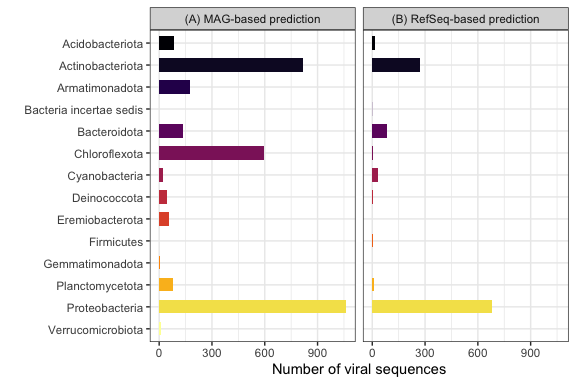 (A) MAG-based prediction
(B) RefSeq-based prediction
Acidobacteriota
Actinobacteriota
Armatimonadota
Bacteria incertae sedis
Bacteroidota
Chloroflexota
Cyanobacteria
Deinococcota
Eremiobacterota
Firmicutes
Gemmatimonadota
Planctomycetota
Proteobacteria
Verrucomicrobiota
0 300 600 900 0 300 600 900
Number of viral sequences